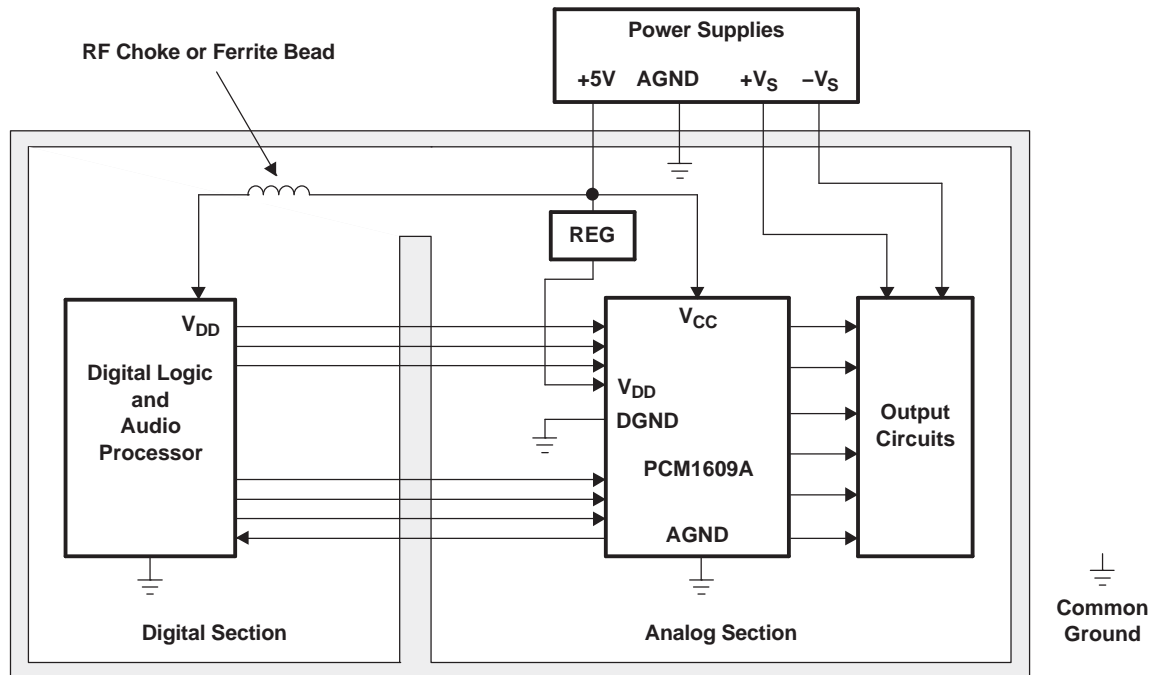 Power Supplies
+5V AGND +VS –VS
RF Choke or Ferrite Bead
REG
VDD
Digital Logic
and
Audio
Processor
VCC
VDD
DGND
PCM1609A
AGND
Output
Circuits
Digital Section
Analog Section
Common
Ground